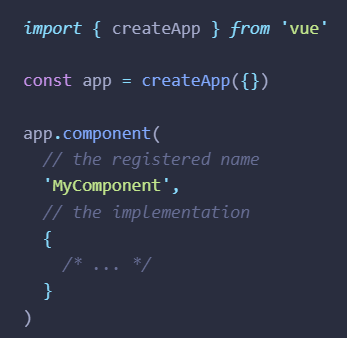 import { createApp } from 'vue'

const app = createApp({})

app.component(
  // the registered name
  'MyComponent',
  // the implementation
  {
    /* ... */
  }
)